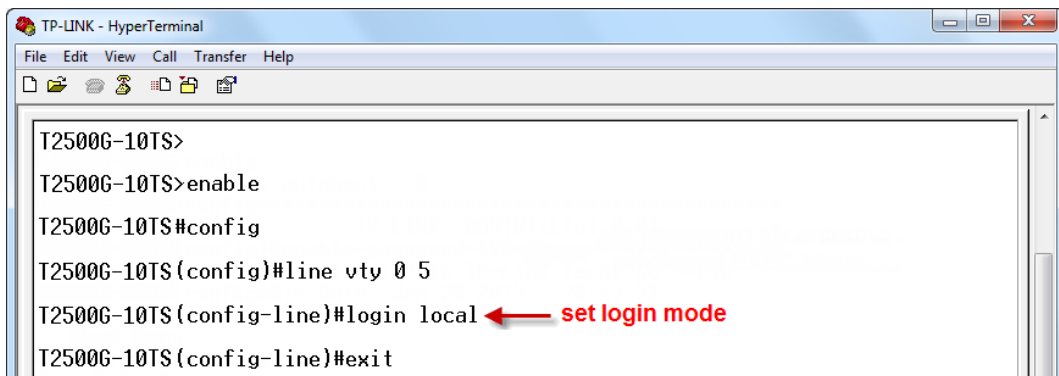 TP-LINK - HyperTerminal
File Edit View Call Transfer Help
T2500G-10TS>
T2500G-10TS>enable
T2500G-10TS#config
T2500G-10TS(config)#line vty 0 5
T2500G-10TS(config-line)#login local set login mode
T2500G-10TS(config-line)#exit